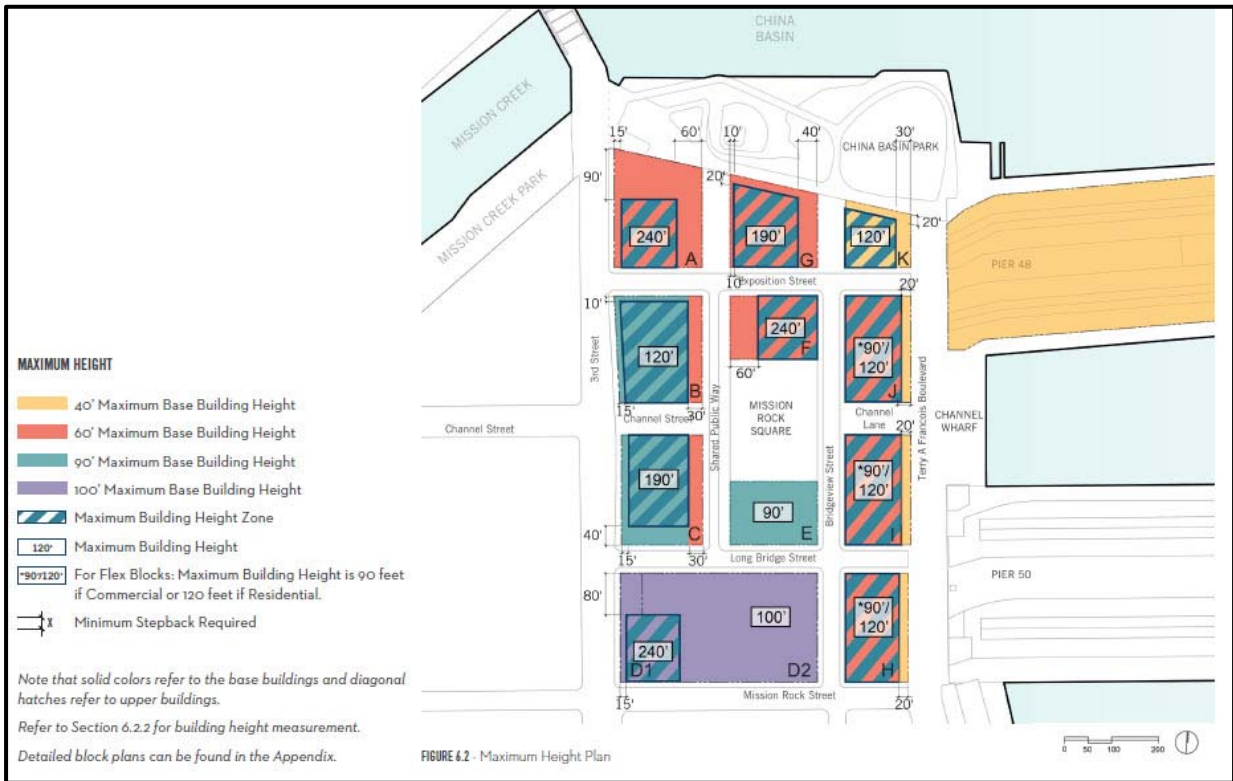 CHINA
BASIN
MISSION CREEK
MISSION CREEK PARK
15'
60'
10'
40'
30'
CHINA BASIN PARK
90'
20'
20'
240'
190'
120'
A
G
K
PIER 48
10'
Exposition Street
20'
10'
240'
120'
F
*90'/
120'
60'
3rd Street
B
J
15'
30'
Channel Street
Channel Street
Shared Public Way
MISSION
ROCK
SQUARE
Bridgeview Street
Channel
Lane
20'
Terry A Francois Boulevard
CHANNEL
WHARF
190'
*90'/
120'
90'
40'
C
E
I
15'
30'
Long Bridge Street
80'
100'
*90'/
120'
PIER 50
240'
D1
D2
H
15'
Mission Rock Street
20'
MAXIMUM HEIGHT
40' Maximum Base Building Height
60' Maximum Base Building Height
90' Maximum Base Building Height
100' Maximum Base Building Height
Maximum Building Height Zone
120' Maximum Building Height
*90'/120' For Flex Blocks: Maximum Building Height is 90 feet
if Commercial or 120 feet if Residential.
X Minimum Stepback Required
Note that solid colors refer to the base buildings and diagonal
hatches refer to upper buildings.
Refer to Section 6.2.2 for building height measurement.
Detailed block plans can be found in the Appendix.
FIGURE 6.2 - Maximum Height Plan
0 50 100 200